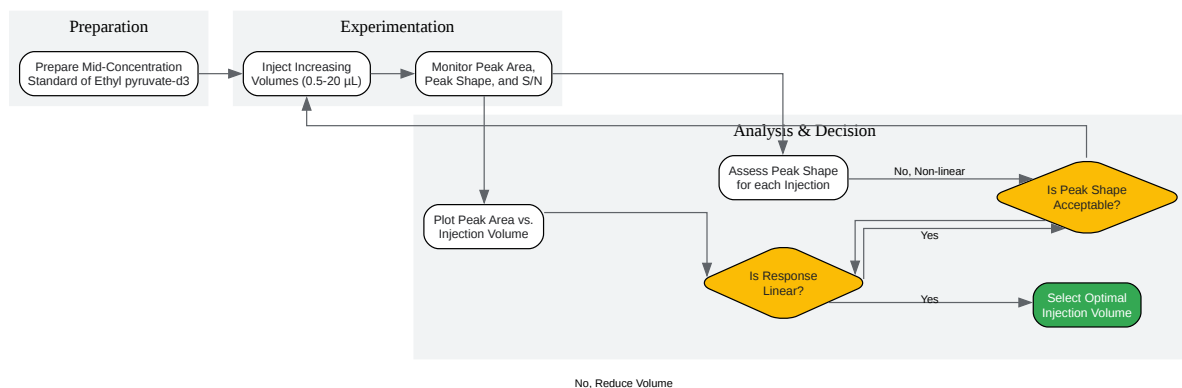 Preparation
Experimentation
Prepare Mid-Concentration
Standard of Ethyl pyruvate-d3
Inject Increasing
Volumes (0.5-20 µL)
Monitor Peak Area,
Peak Shape, and S/N
Analysis & Decision
Assess Peak Shape
for each Injection
No, Non-linear
Is Peak Shape
Acceptable?
Plot Peak Area vs.
Injection Volume
Yes
Is Response
Linear?
Yes
Select Optimal
Injection Volume
No, Reduce Volume